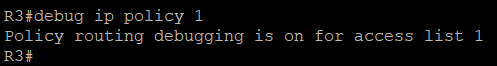 R3#debug ip policy 1
Policy routing debugging is on for access list 1
R3#